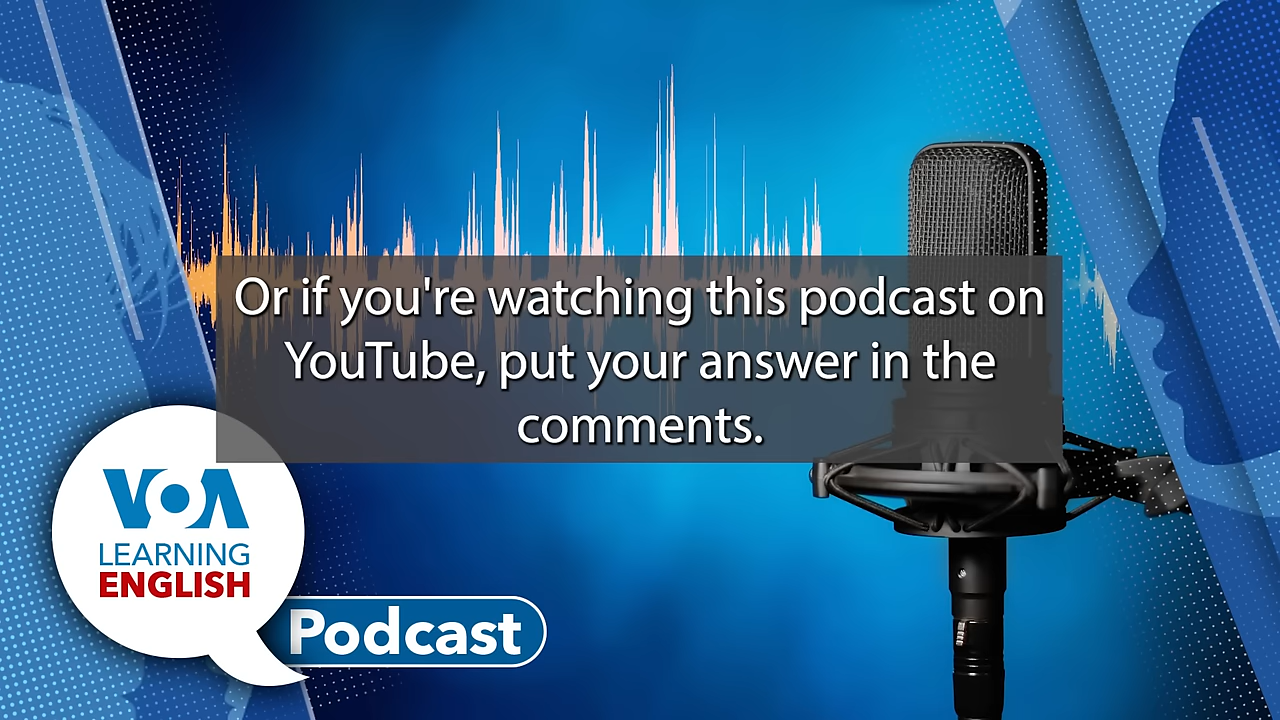 Or if you're watching this podcast on
YouTube, put your answer in the
comments.
VOA
LEARNING
ENGLISH
Podcast